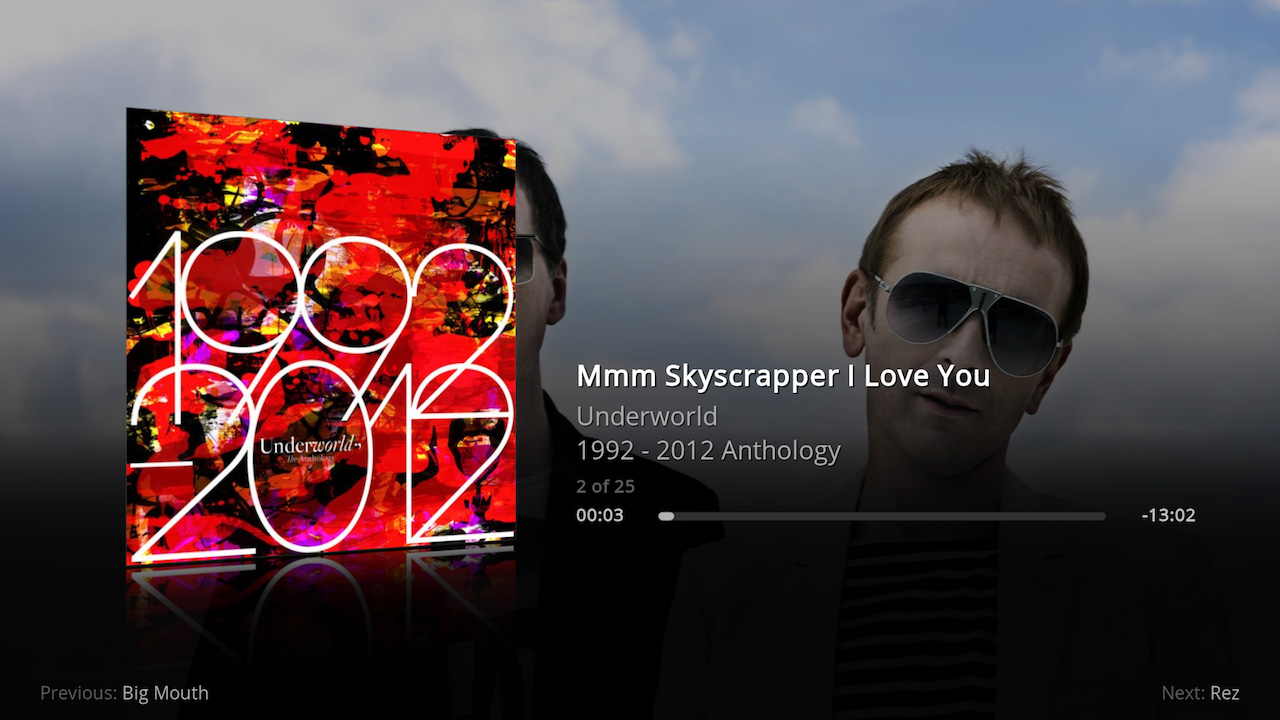 1992
-2012
Underworld
The Anthology
Mmm Skyscrapper I Love You
Underworld
1992 - 2012 Anthology
2 of 25
00:03
-13:02
Previous: Big Mouth
Next: Rez